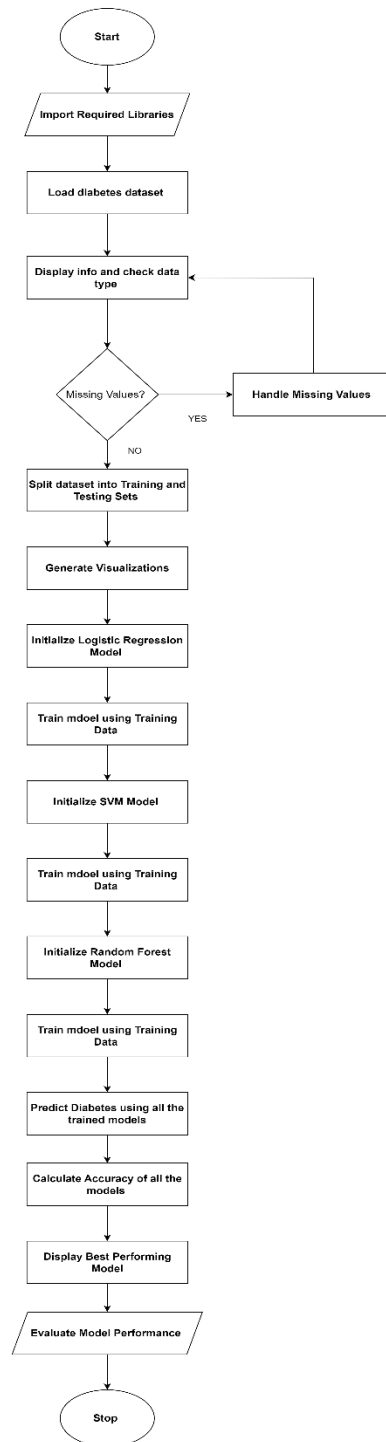 Start
Import Required Libraries
Load diabetes dataset
Display info and check data
type
Missing Values?
YES
Handle Missing Values
NO
Split dataset into Training and
Testing Sets
Generate Visualizations
Initialize Logistic Regression
Model
Train mdoel using Training
Data
Initialize SVM Model
Train mdoel using Training
Data
Initialize Random Forest
Model
Train mdoel using Training
Data
Predict Diabetes using all the
trained models
Calculate Accuracy of all the
models
Display Best Performing
Model
Evaluate Model Performance
Stop